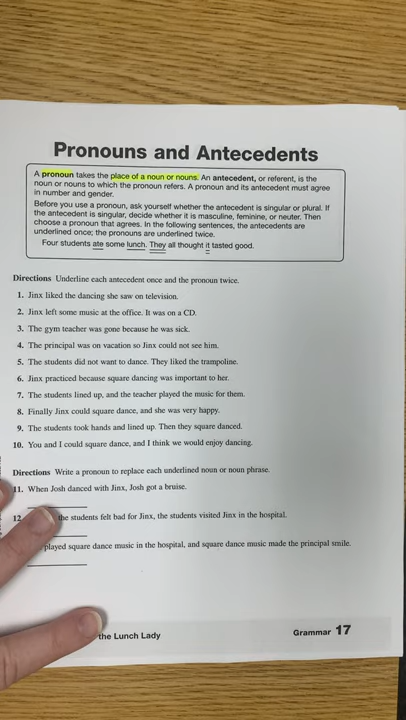 Pronouns and Antecedents
A pronoun takes the place of a noun or nouns. An antecedent, or referent, is the
noun or nouns to which the pronoun refers. A pronoun and its antecedent must agree
in number and gender.
Before you use a pronoun, ask yourself whether the antecedent is singular or plural. If
the antecedent is singular, decide whether it is masculine, feminine, or neuter. Then
choose a pronoun that agrees. In the following sentences, the antecedents are
underlined once; the pronouns are underlined twice.
Four students ate some lunch. They all thought it tasted good.
Directions Underline each antecedent once and the pronoun twice.
1. Jinx liked the dancing she saw on television.
2. Jinx left some music at the office. It was on a CD.
3. The gym teacher was gone because he was sick.
4. The principal was on vacation so Jinx could not see him.
5. The students did not want to dance. They liked the trampoline.
6. Jinx practiced because square dancing was important to her.
7. The students lined up, and the teacher played the music for them.
8. Finally Jinx could square dance, and she was very happy.
9. The students took hands and lined up. Then they square danced.
10. You and I could square dance, and I think we would enjoy dancing.
Directions Write a pronoun to replace each underlined noun or noun phrase.
11. When Josh danced with Jinx, Josh got a bruise.
12 the students felt bad for Jinx, the students visited Jinx in the hospital.
played square dance music in the hospital, and square dance music made the principal smile.
the Lunch Lady
Grammar 17